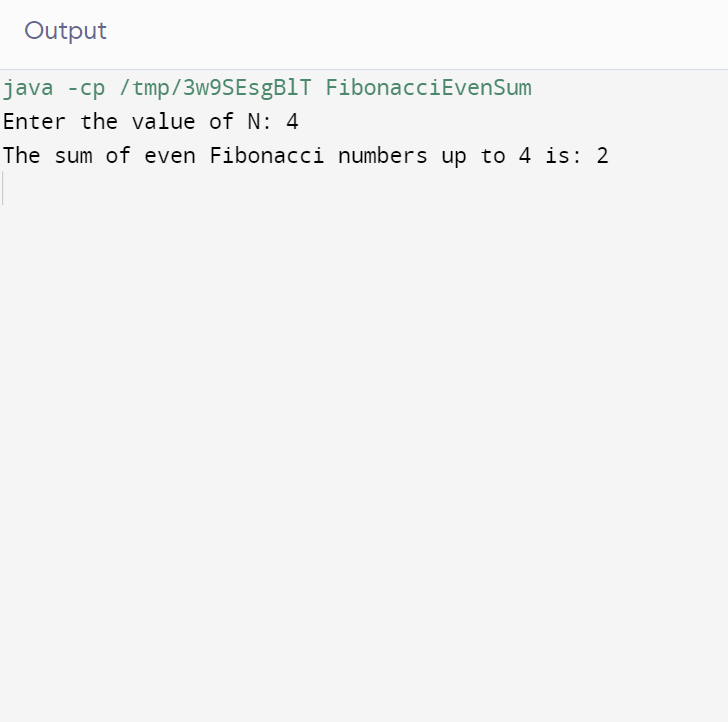 Output
java -cp /tmp/3w9SEsgBlT FibonacciEvenSum
Enter the value of N: 4
The sum of even Fibonacci numbers up to 4 is: 2